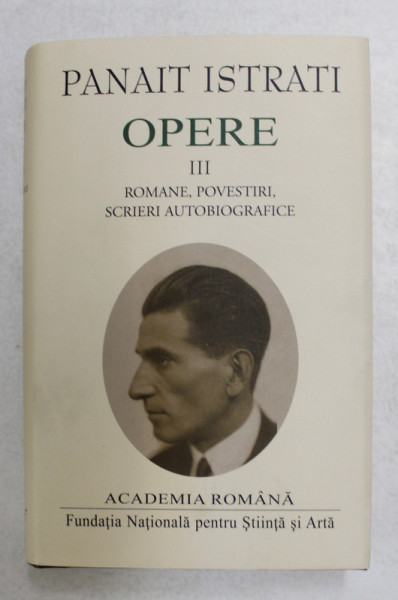 PANAIT ISTRATI
OPERE
III
ROMANE, POVESTIRI,
SCRIERI AUTOBIOGRAFICE
ACADEMIA ROMÂNĂ
Fundația Națională pentru Știință și Artă